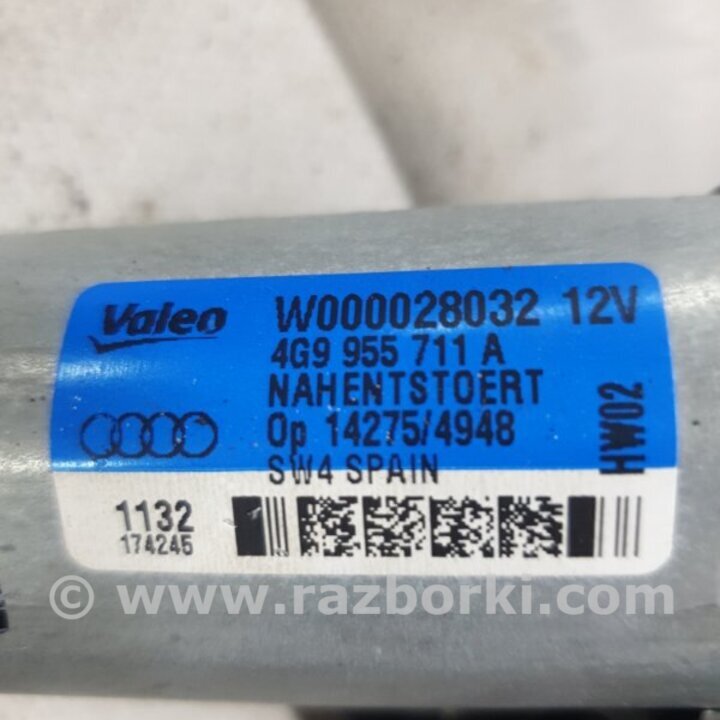 Valeo W000028032 12V
4G9 955 711 A
NAHENTSTOERT
Op 14275/4948
SW4 SPAIN
HW02
1132
174245
© www.razborki.com